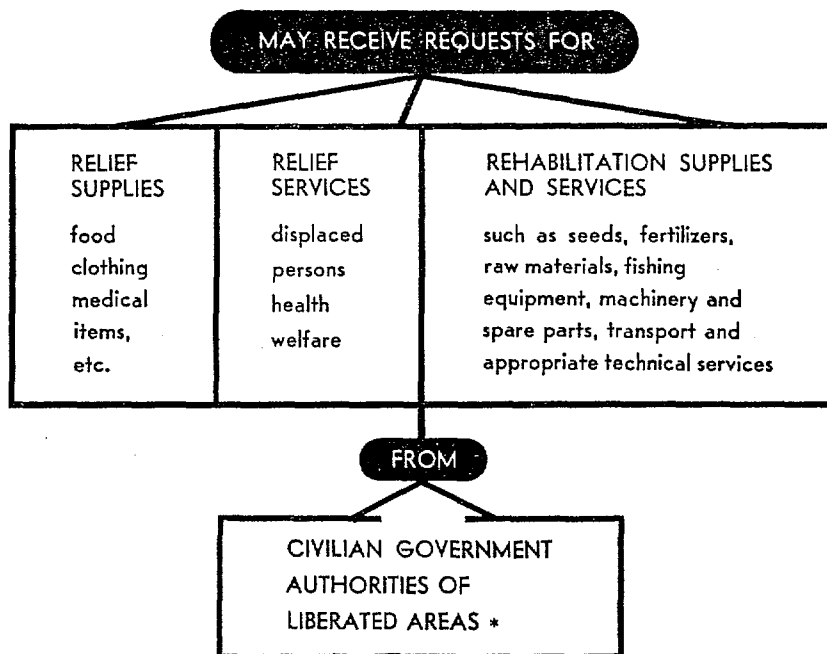 MAY RECEIVE REQUESTS FOR
RELIEF
SUPPLIES
food
clothing
medical
items,
etc.
RELIEF
SERVICES
displaced
persons
health
welfare
REHABILITATION SUPPLIES
AND SERVICES
such as seeds, fertilizers,
raw materials, fishing
equipment, machinery and
spare parts, transport and
appropriate technical services
FROM
CIVILIAN GOVERNMENT
AUTHORITIES OF
LIBERATED AREAS *